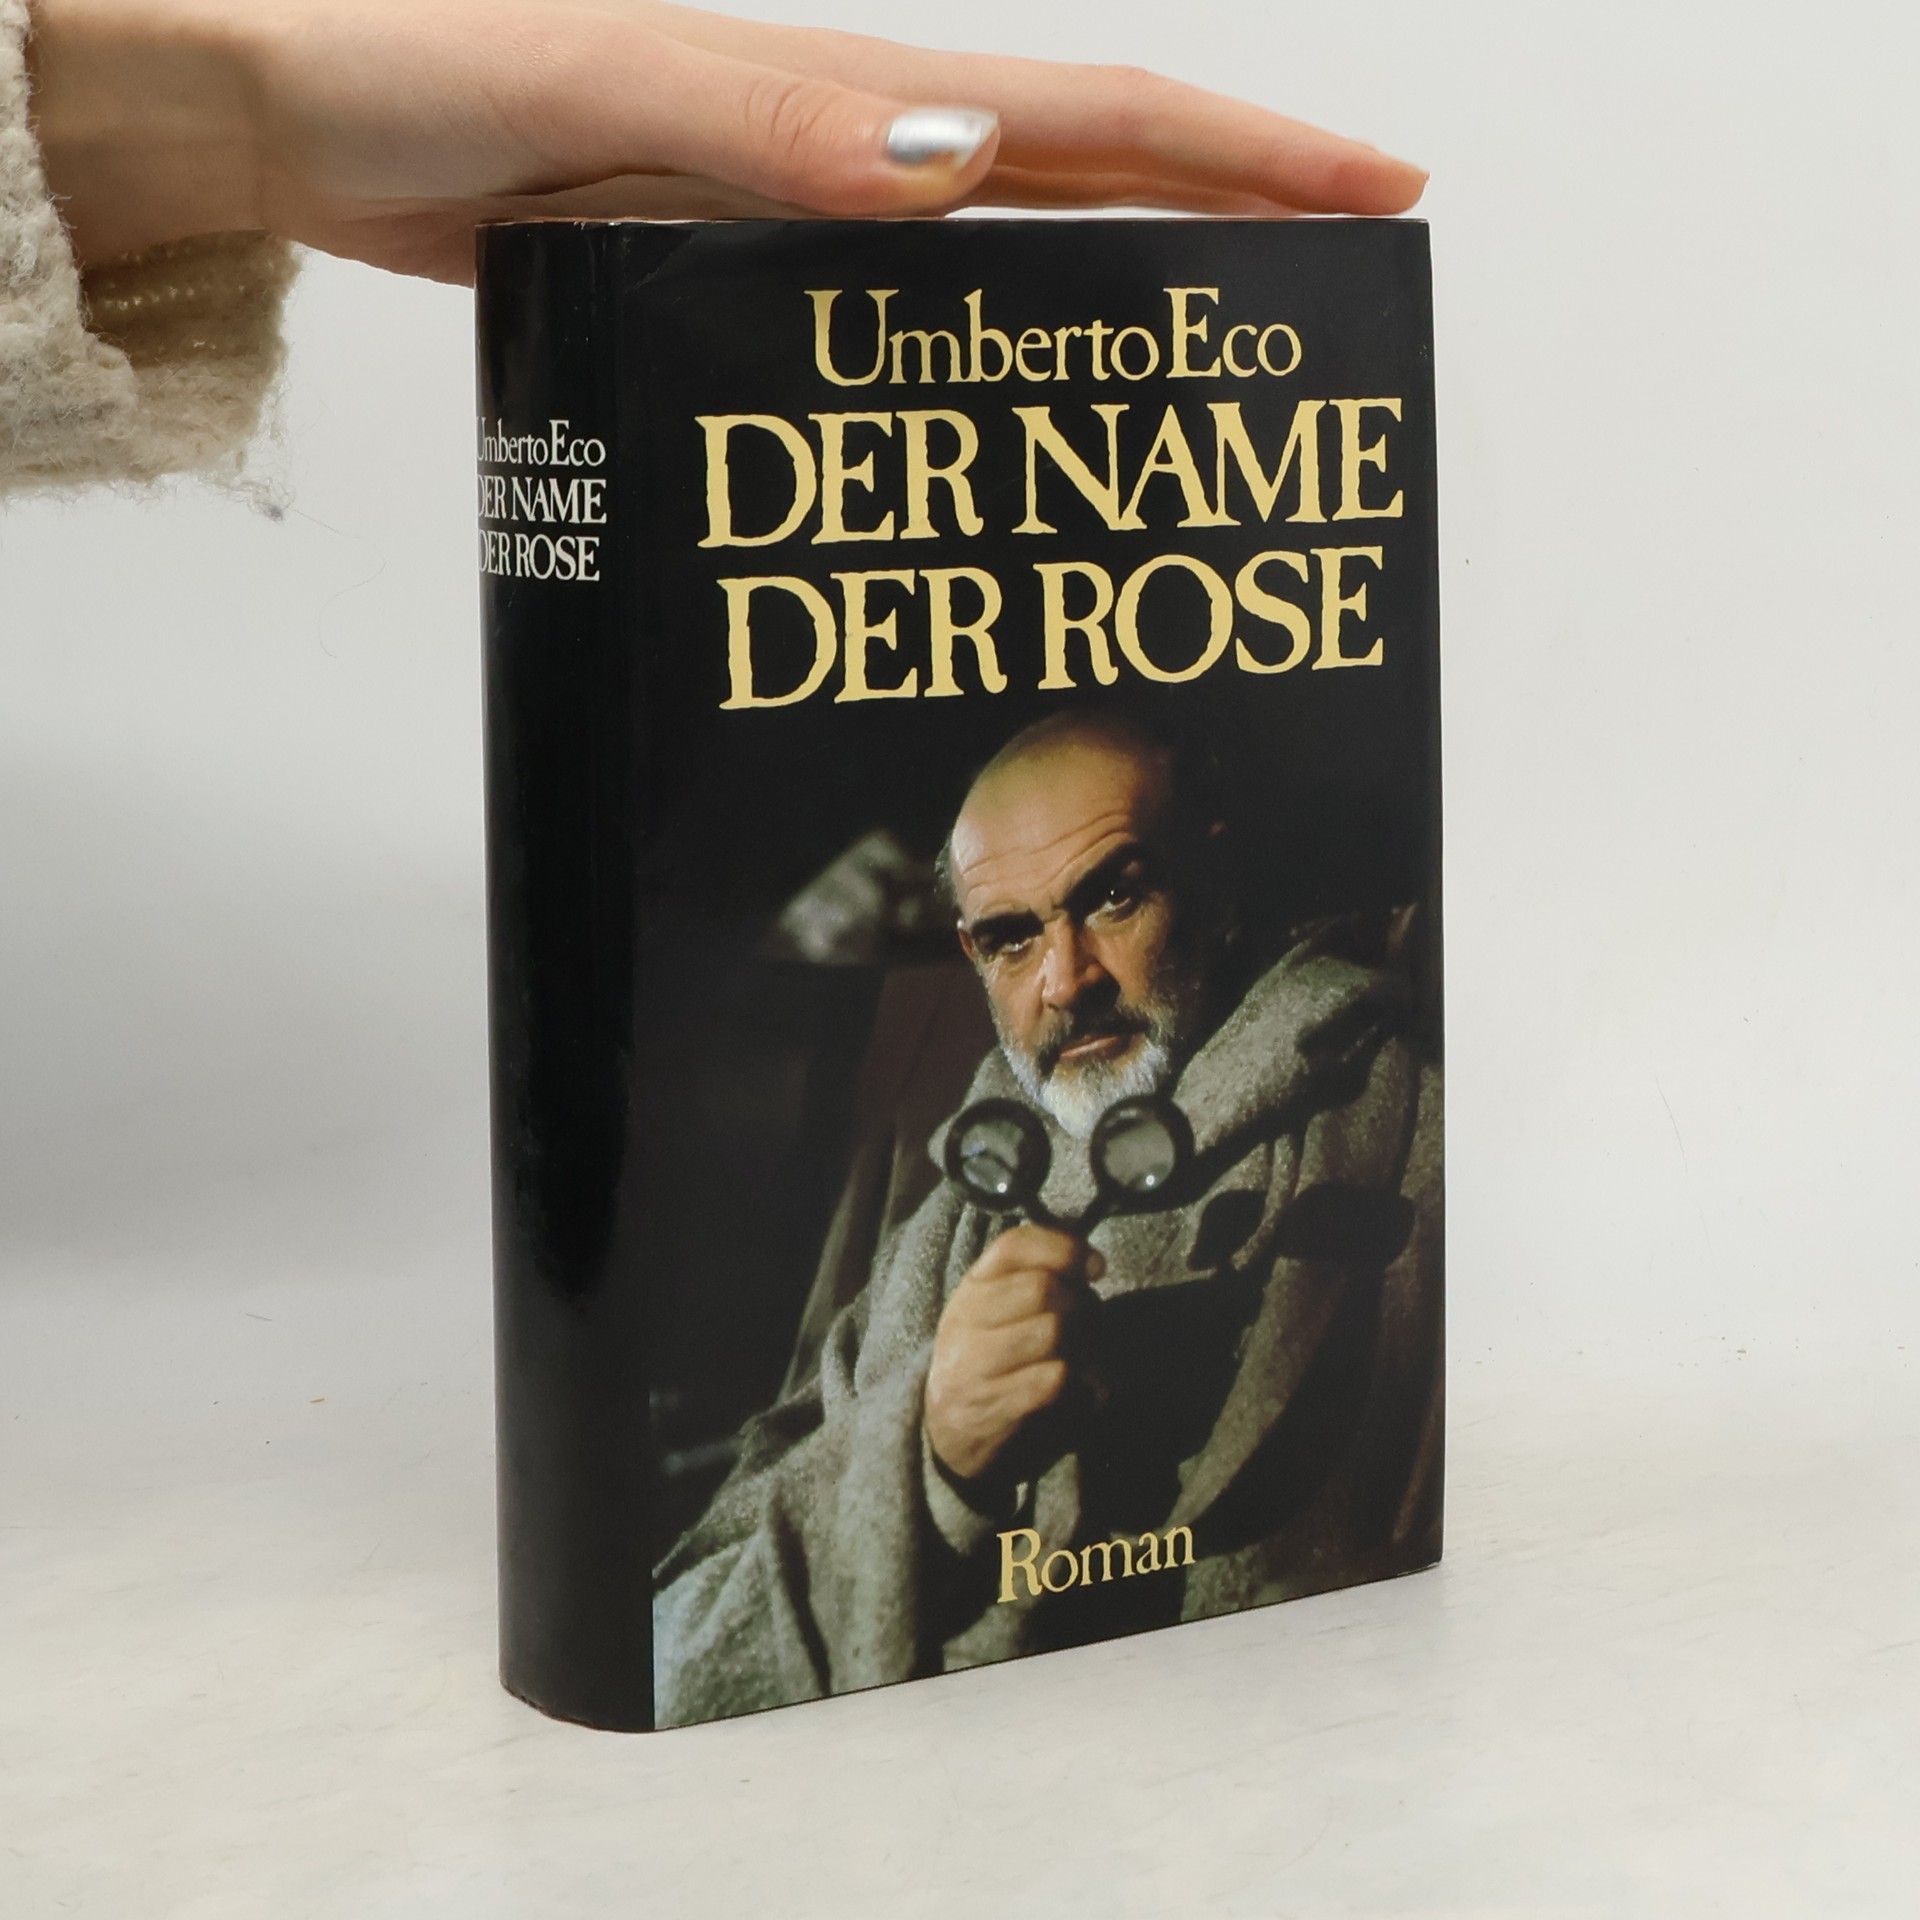 Umberto Eco
DER NAME
DER ROSE
Umberto Eco
DER NAME
DER ROSE
Roman